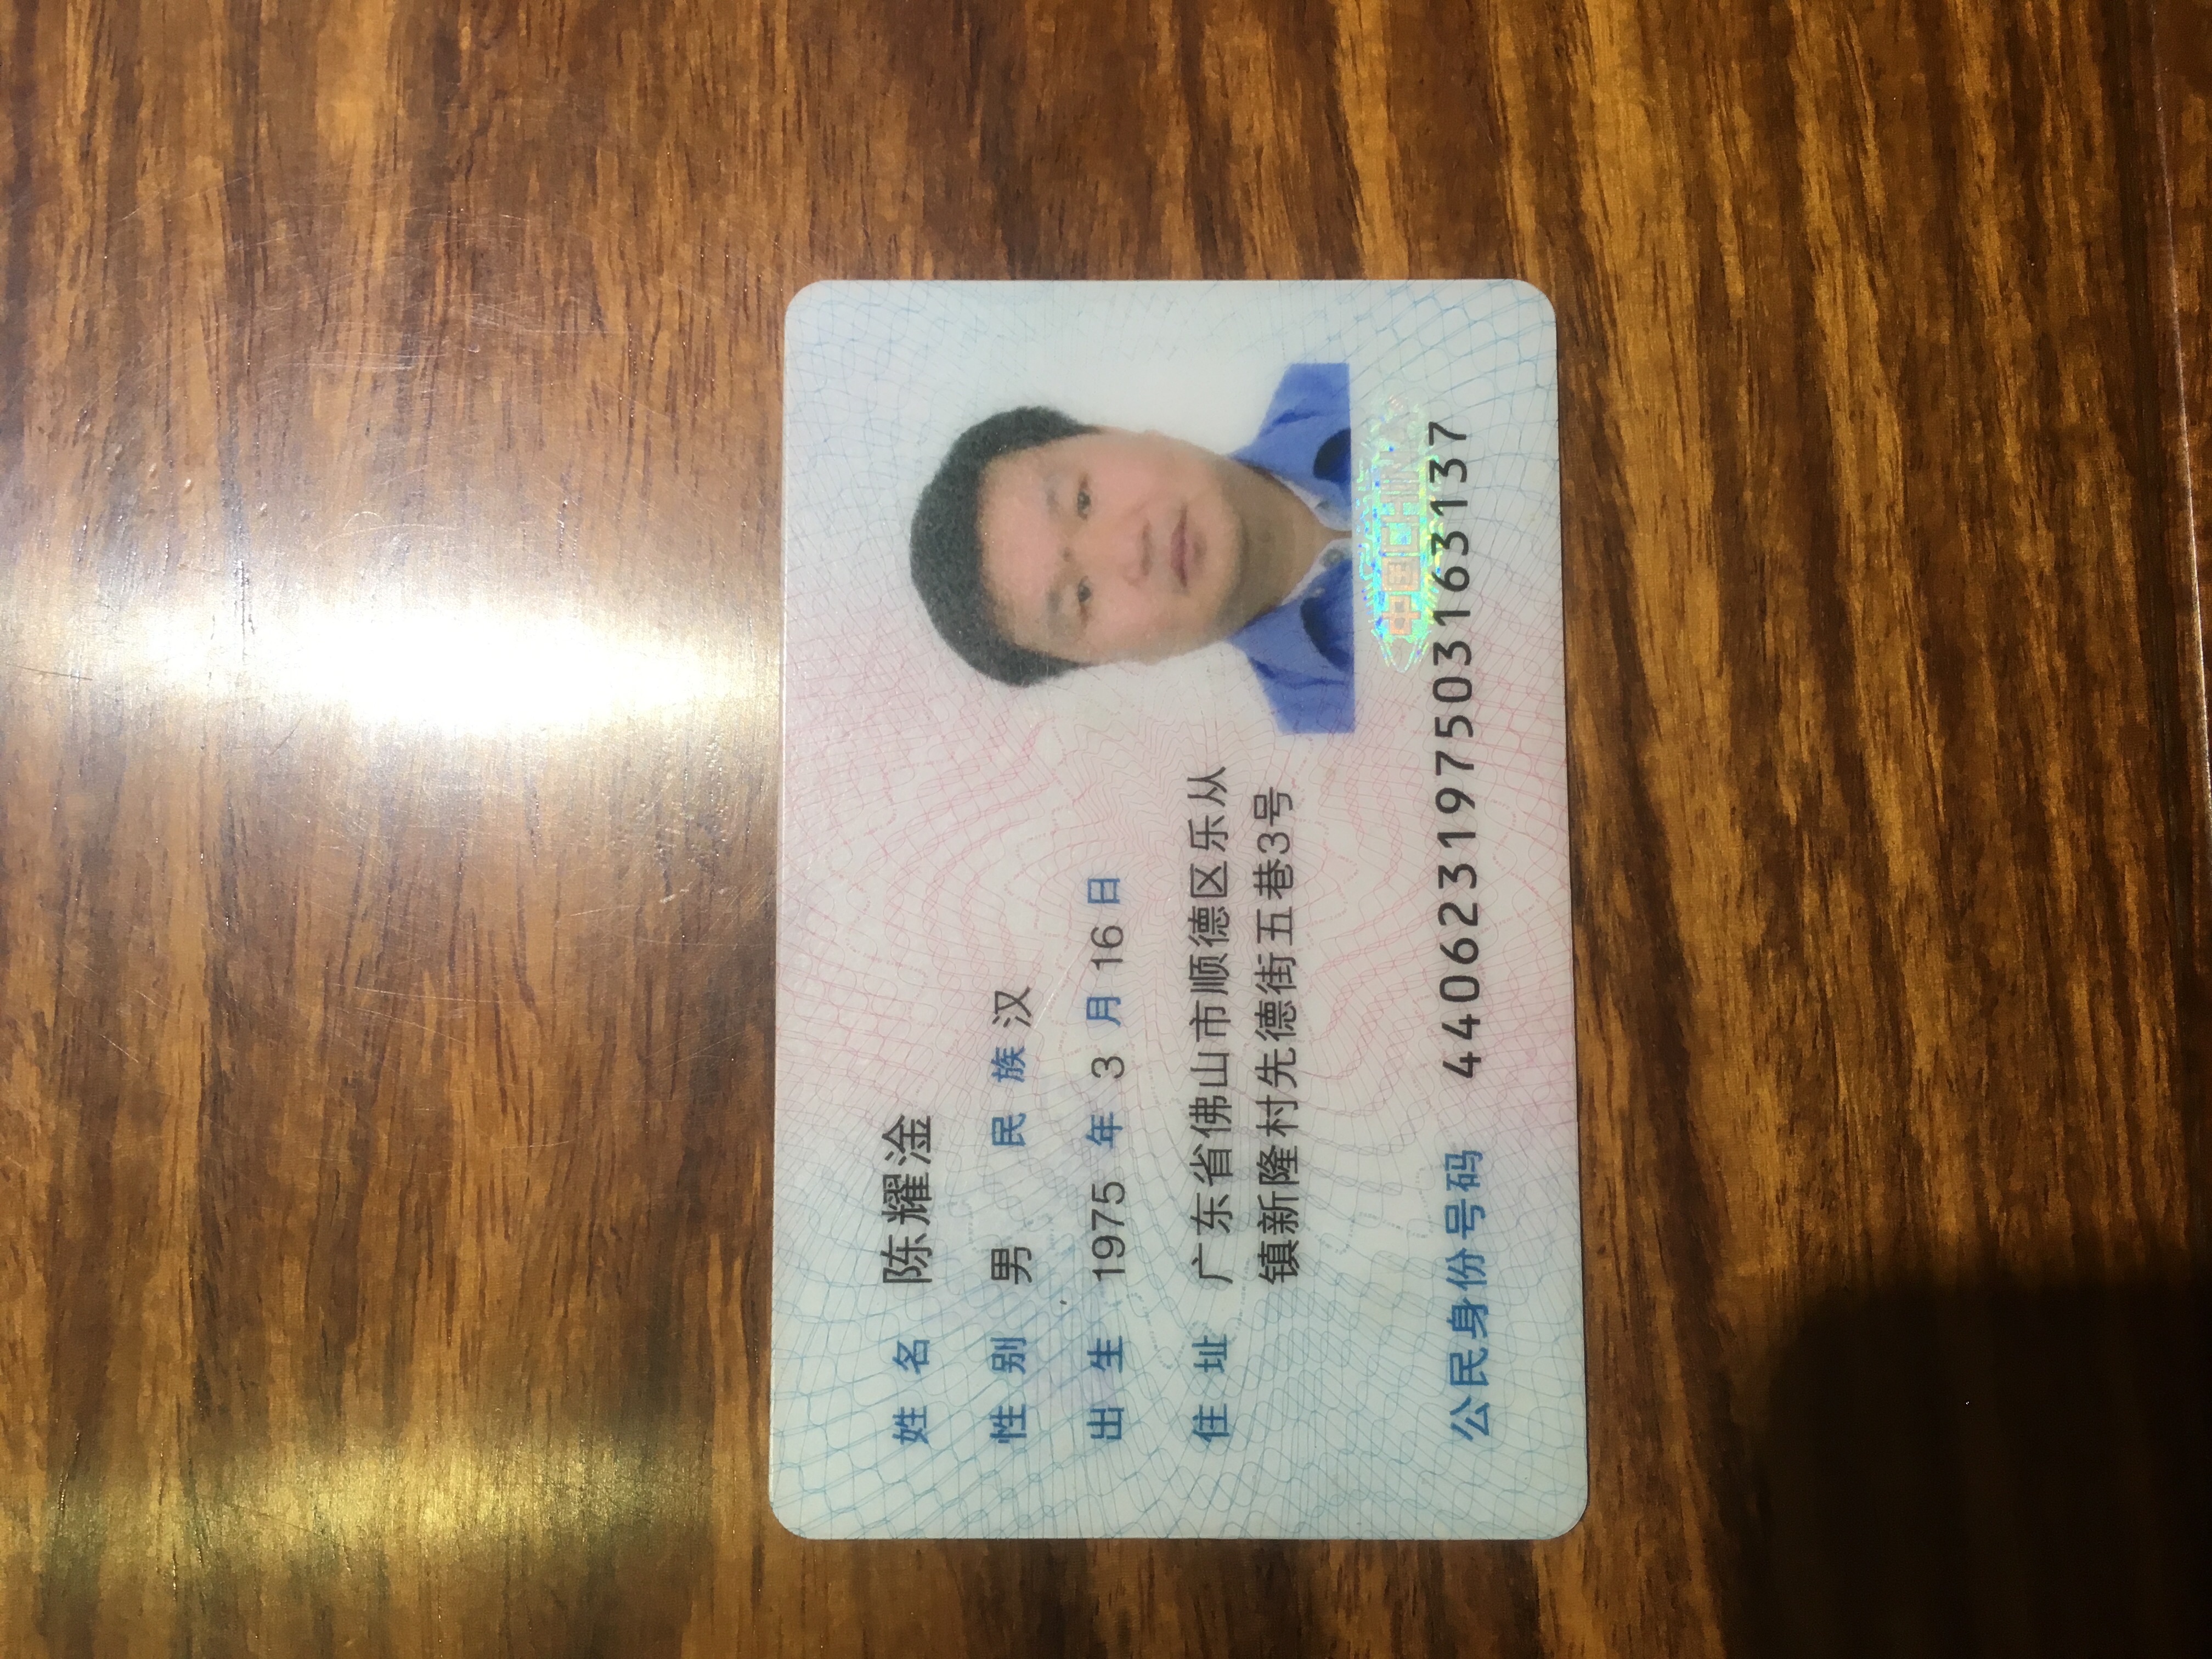 姓名 陈耀淦
性别 男 民族 汉
出生 1975 年 3 月 16 日
住址 广东省佛山市顺德区乐从
镇新隆村先德街五巷3号
中国CHINA
公民身份号码 440623197503163137